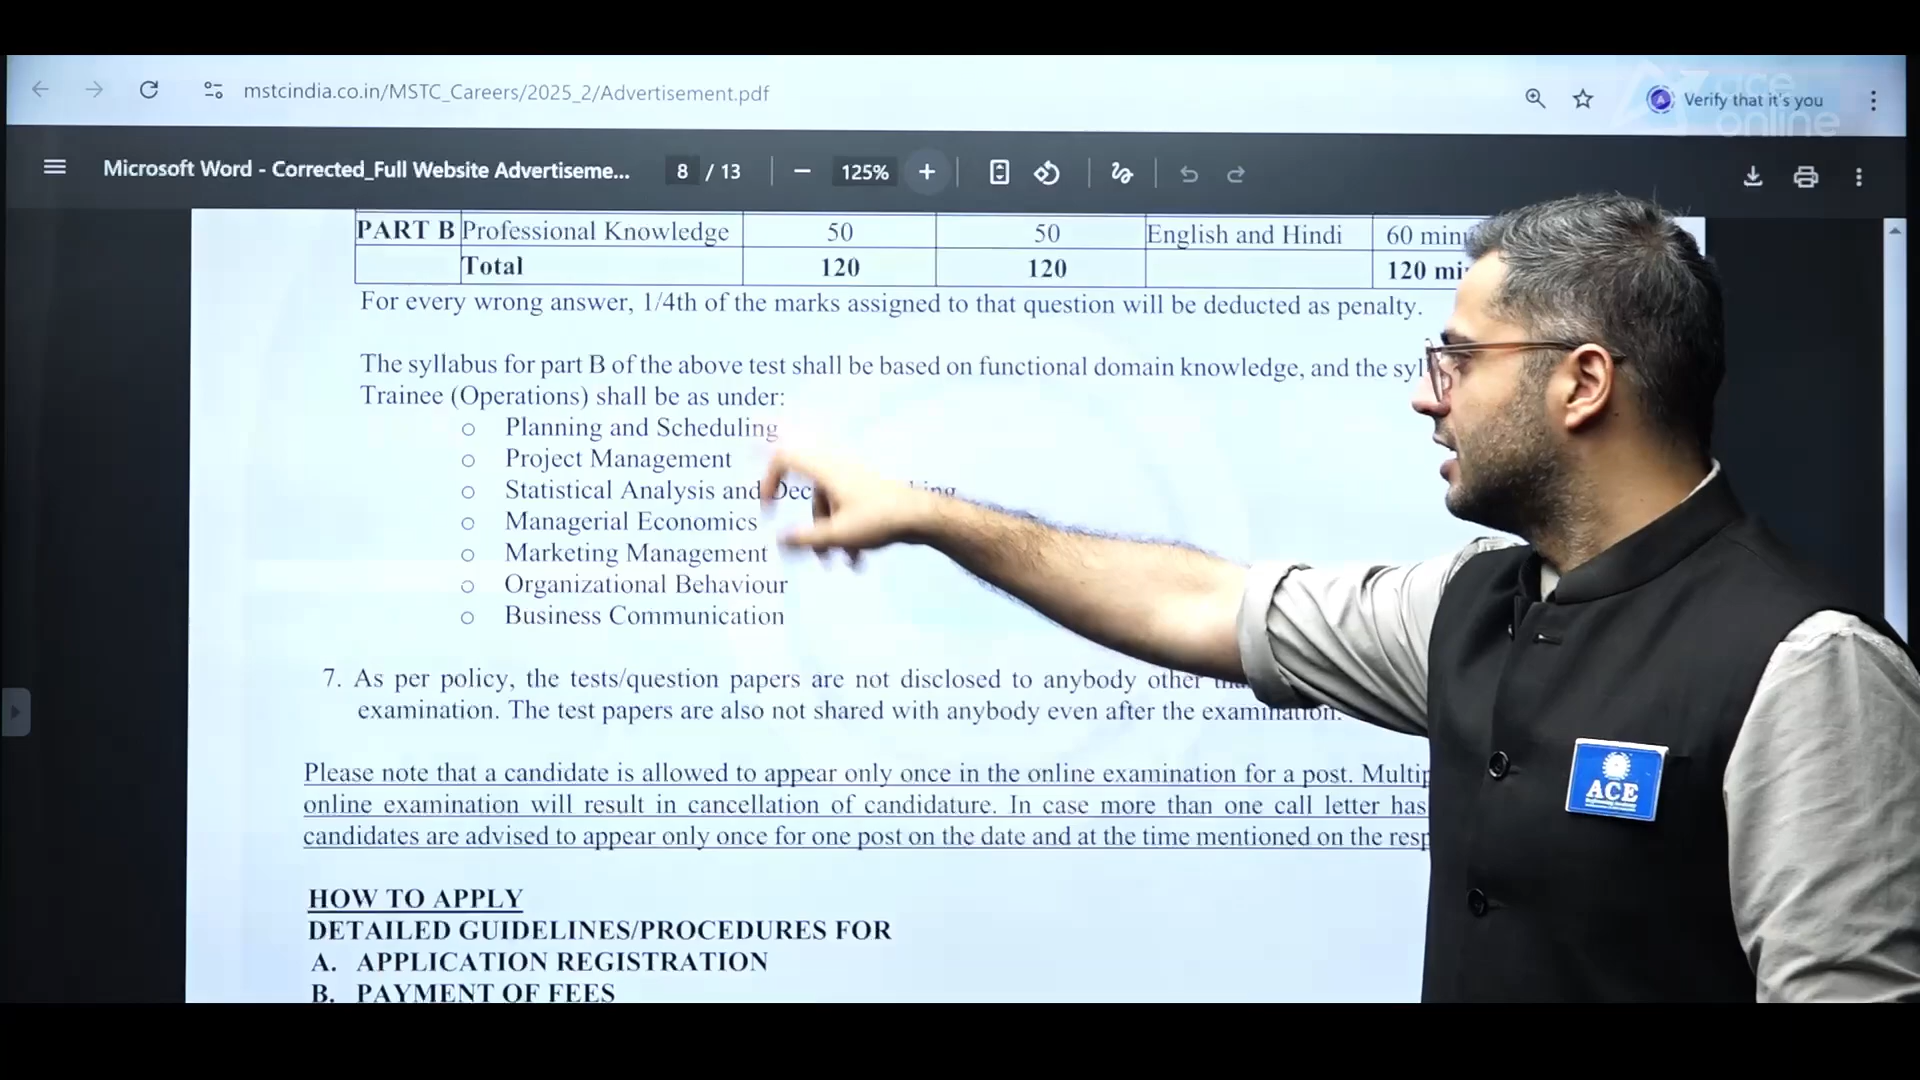 mstcindia.co.in/MSTC_Careers/2025_2/Advertisement.pdf
Verify that it's you
ace
online
Microsoft Word - Corrected_Full Website Advertiseme...
8 / 13
125%
PART B Professional Knowledge 50 50 English and Hindi 60
Total 120 120 120
For every wrong answer, 1/4th of the marks assigned to that question will be deducted as penalty.
The syllabus for part B of the above test shall be based on functional domain knowledge, and the
Trainee (Operations) shall be as under:
Planning and Scheduling
Project Management
Statistical Analysis and
Managerial Economics
Marketing Management
Organizational Behaviour
Business Communication
7. As per policy, the tests/question papers are not disclosed to anybody other
examination. The test papers are also not shared with anybody even after the examination.
Please note that a candidate is allowed to appear only once in the online examination for a post.
online examination will result in cancellation of candidature. In case more than one call letter has
candidates are advised to appear only once for one post on the date and at the time mentioned on the
HOW TO APPLY
DETAILED GUIDELINES/PROCEDURES FOR
A. APPLICATION REGISTRATION
B. PAYMENT OF FEES
ACE